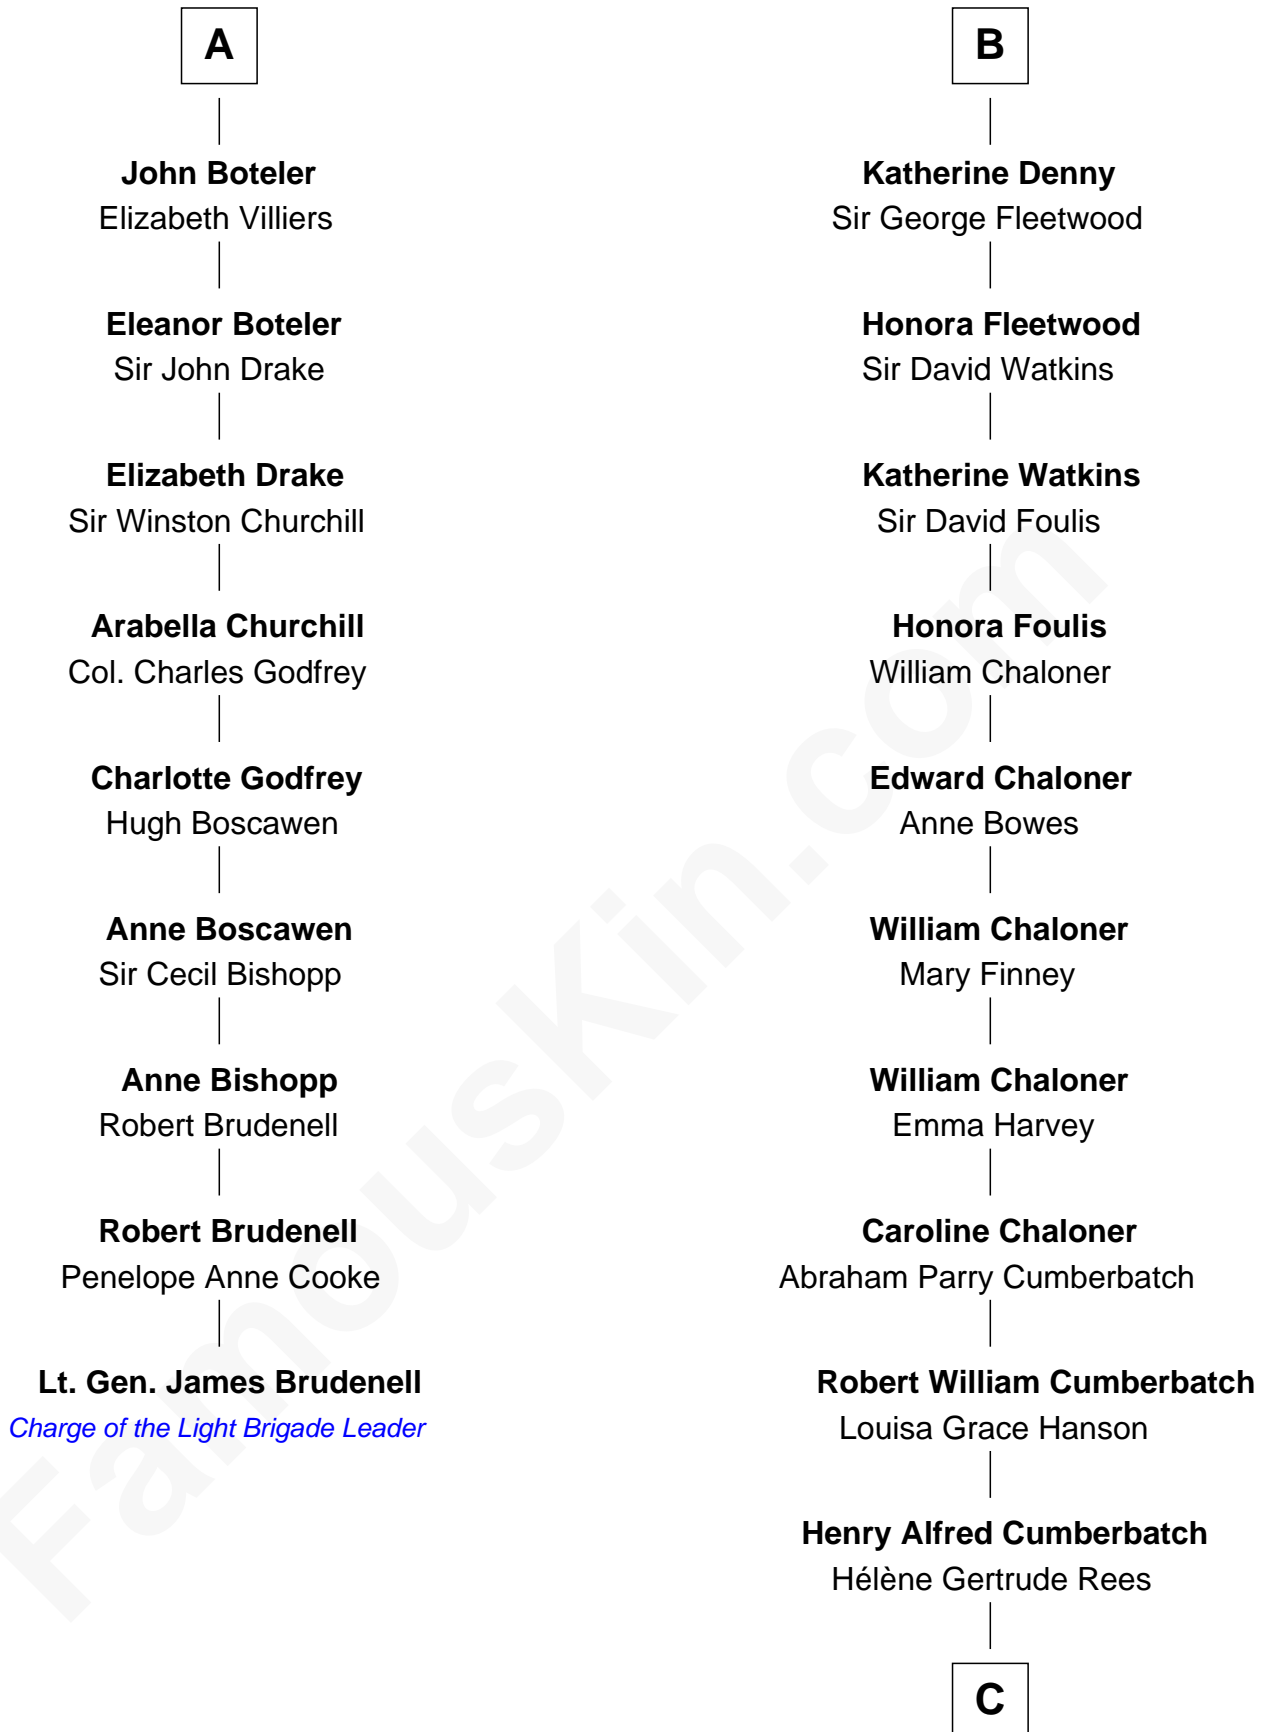 A
John Boteler
Elizabeth Villiers
Eleanor Boteler
Sir John Drake
Elizabeth Drake
Sir Winston Churchill
Arabella Churchill
Col. Charles Godfrey
Charlotte Godfrey
Hugh Boscawen
Anne Boscawen
Sir Cecil Bishopp
Anne Bishopp
Robert Brudenell
Robert Brudenell
Penelope Anne Cooke
Lt. Gen. James Brudenell
Charge of the Light Brigade Leader
B
Katherine Denny
Sir George Fleetwood
Honora Fleetwood
Sir David Watkins
Katherine Watkins
Sir David Foulis
Honora Foulis
William Chaloner
Edward Chaloner
Anne Bowes
William Chaloner
Mary Finney
William Chaloner
Emma Harvey
Caroline Chaloner
Abraham Parry Cumberbatch
Robert William Cumberbatch
Louisa Grace Hanson
Henry Alfred Cumberbatch
Hélène Gertrude Rees
C
FamousKin.com